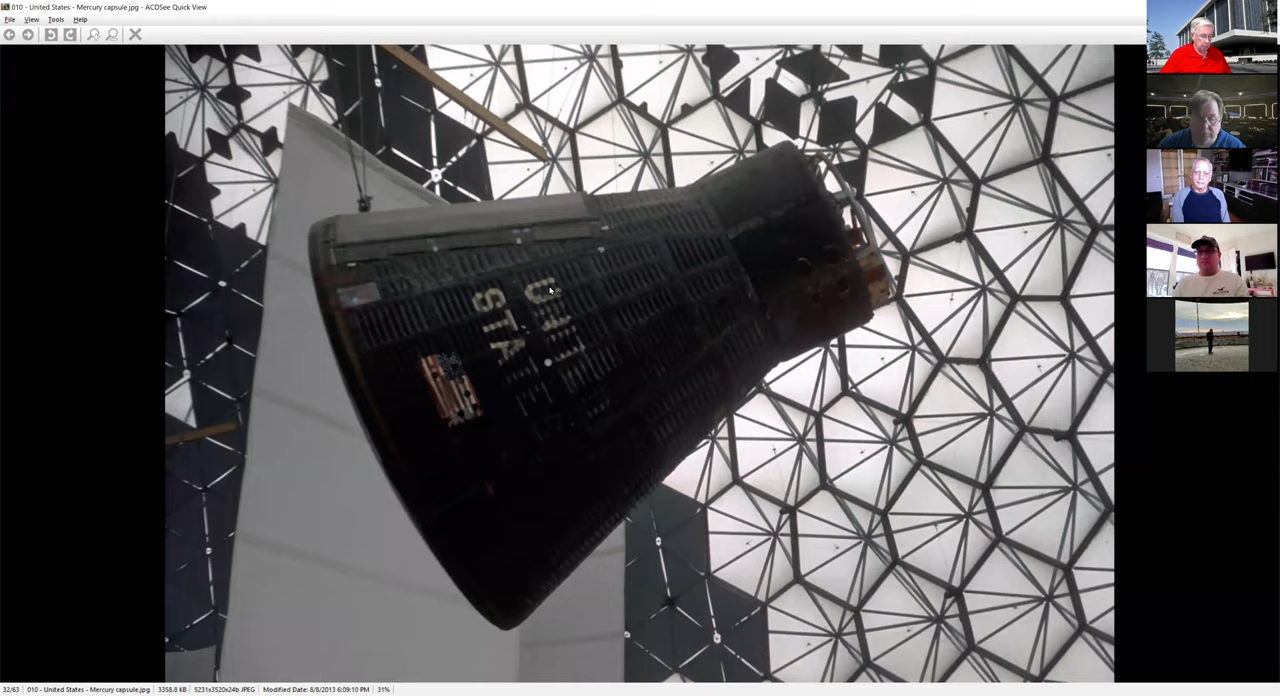 010 - United States - Mercury capsule.jpg - ACDSee Quick View
File View Tools Help
UNIT
STA
32/63 010 - United States - Mercury capsule.jpg 3358.8 KB 5231x3520x24b JPEG Modified Date: 8/8/2013 6:09:10 PM 31%